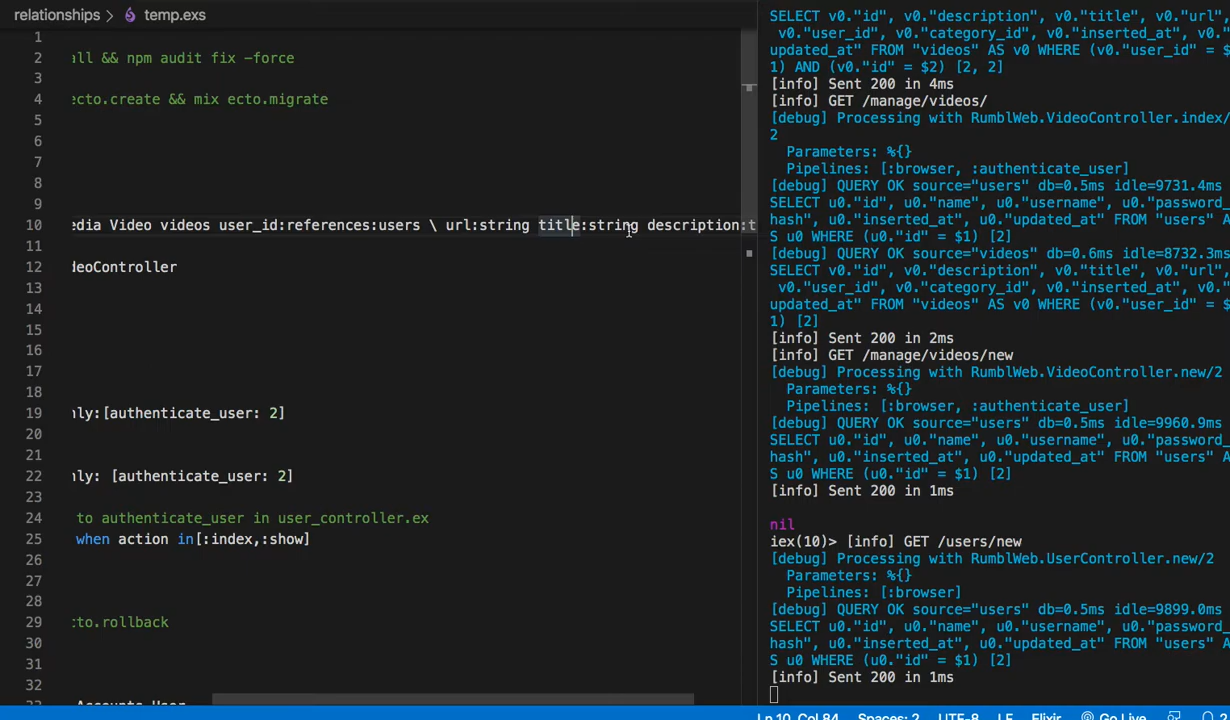 relationships > temp.exs
1
2 all && npm audit fix -force
3
4 ecto.create && mix ecto.migrate
5
6
7
8
9
10 edia Video videos user_id:references:users \ url:string title:string description:t
11
12 deoController
13
14
15
16
17
18
19 nly:[authenticate_user: 2]
20
21
22 nly: [authenticate_user: 2]
23
24 to authenticate_user in user_controller.ex
25 when action in[:index,:show]
26
27
28
29 cto.rollback
30
31
32
33 Accounts.User
Ln 10, Col 84 Spaces: 2 UTF-8 LF Elixir Go Live 2
SELECT v0."id", v0."description", v0."title", v0."url",
v0."user_id", v0."category_id", v0."inserted_at", v0."
updated_at" FROM "videos" AS v0 WHERE (v0."user_id" = $
1) AND (v0."id" = $2) [2, 2]
[info] Sent 200 in 4ms
[info] GET /manage/videos/
[debug] Processing with RumblWeb.VideoController.index/
2
Parameters: %{}
Pipelines: [:browser, :authenticate_user]
[debug] QUERY OK source="users" db=0.5ms idle=9731.4ms
SELECT u0."id", u0."name", u0."username", u0."password_
hash", u0."inserted_at", u0."updated_at" FROM "users" A
S u0 WHERE (u0."id" = $1) [2]
[debug] QUERY OK source="videos" db=0.6ms idle=8732.3ms
SELECT v0."id", v0."description", v0."title", v0."url",
v0."user_id", v0."category_id", v0."inserted_at", v0."
updated_at" FROM "videos" AS v0 WHERE (v0."user_id" = $
1) [2]
[info] Sent 200 in 2ms
[info] GET /manage/videos/new
[debug] Processing with RumblWeb.VideoController.new/2
Parameters: %{}
Pipelines: [:browser, :authenticate_user]
[debug] QUERY OK source="users" db=0.5ms idle=9960.9ms
SELECT u0."id", u0."name", u0."username", u0."password_
hash", u0."inserted_at", u0."updated_at" FROM "users" A
S u0 WHERE (u0."id" = $1) [2]
[info] Sent 200 in 1ms
nil
iex(10)> [info] GET /users/new
[debug] Processing with RumblWeb.UserController.new/2
Parameters: %{}
Pipelines: [:browser]
[debug] QUERY OK source="users" db=0.5ms idle=9899.0ms
SELECT u0."id", u0."name", u0."username", u0."password_
hash", u0."inserted_at", u0."updated_at" FROM "users" A
S u0 WHERE (u0."id" = $1) [2]
[info] Sent 200 in 1ms